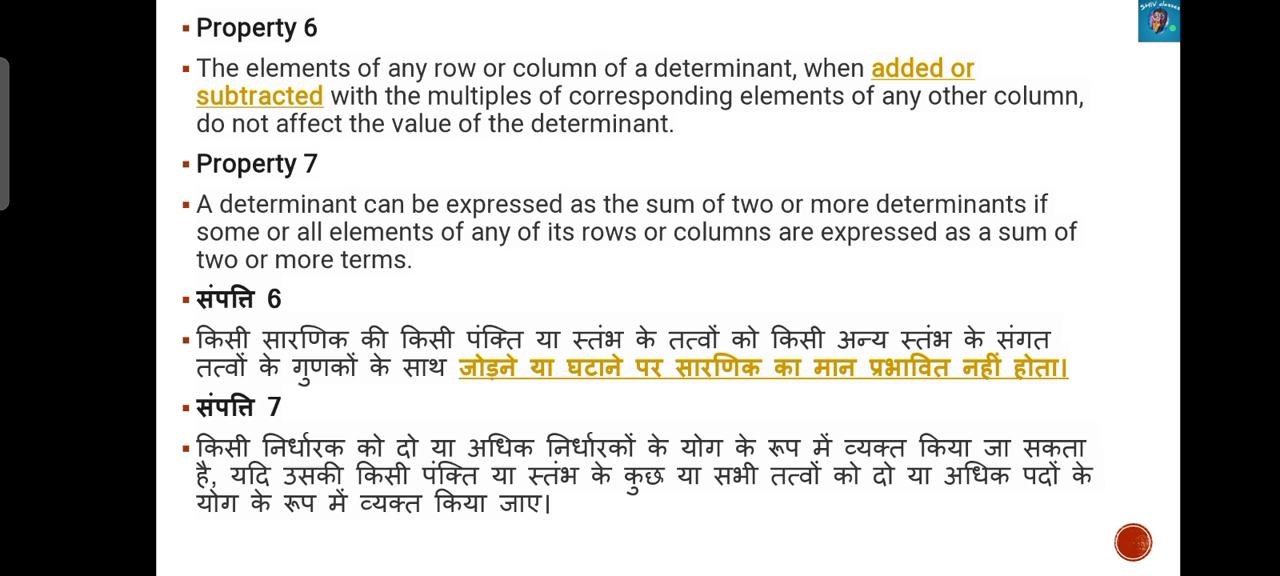 Property 6
The elements of any row or column of a determinant, when added or
subtracted with the multiples of corresponding elements of any other column,
do not affect the value of the determinant.
Property 7
A determinant can be expressed as the sum of two or more determinants if
some or all elements of any of its rows or columns are expressed as a sum of
two or more terms.
संपत्ति 6
किसी सारणिक की किसी पंक्ति या स्तंभ के तत्वों को किसी अन्य स्तंभ के संगत
तत्वों के गुणकों के साथ जोड़ने या घटाने पर सारणिक का मान प्रभावित नहीं होता।
संपत्ति 7
किसी निर्धारक को दो या अधिक निर्धारकों के योग के रूप में व्यक्त किया जा सकता
है, यदि उसकी किसी पंक्ति या स्तंभ के कुछ या सभी तत्वों को दो या अधिक पदों के
योग के रूप में व्यक्त किया जाए।